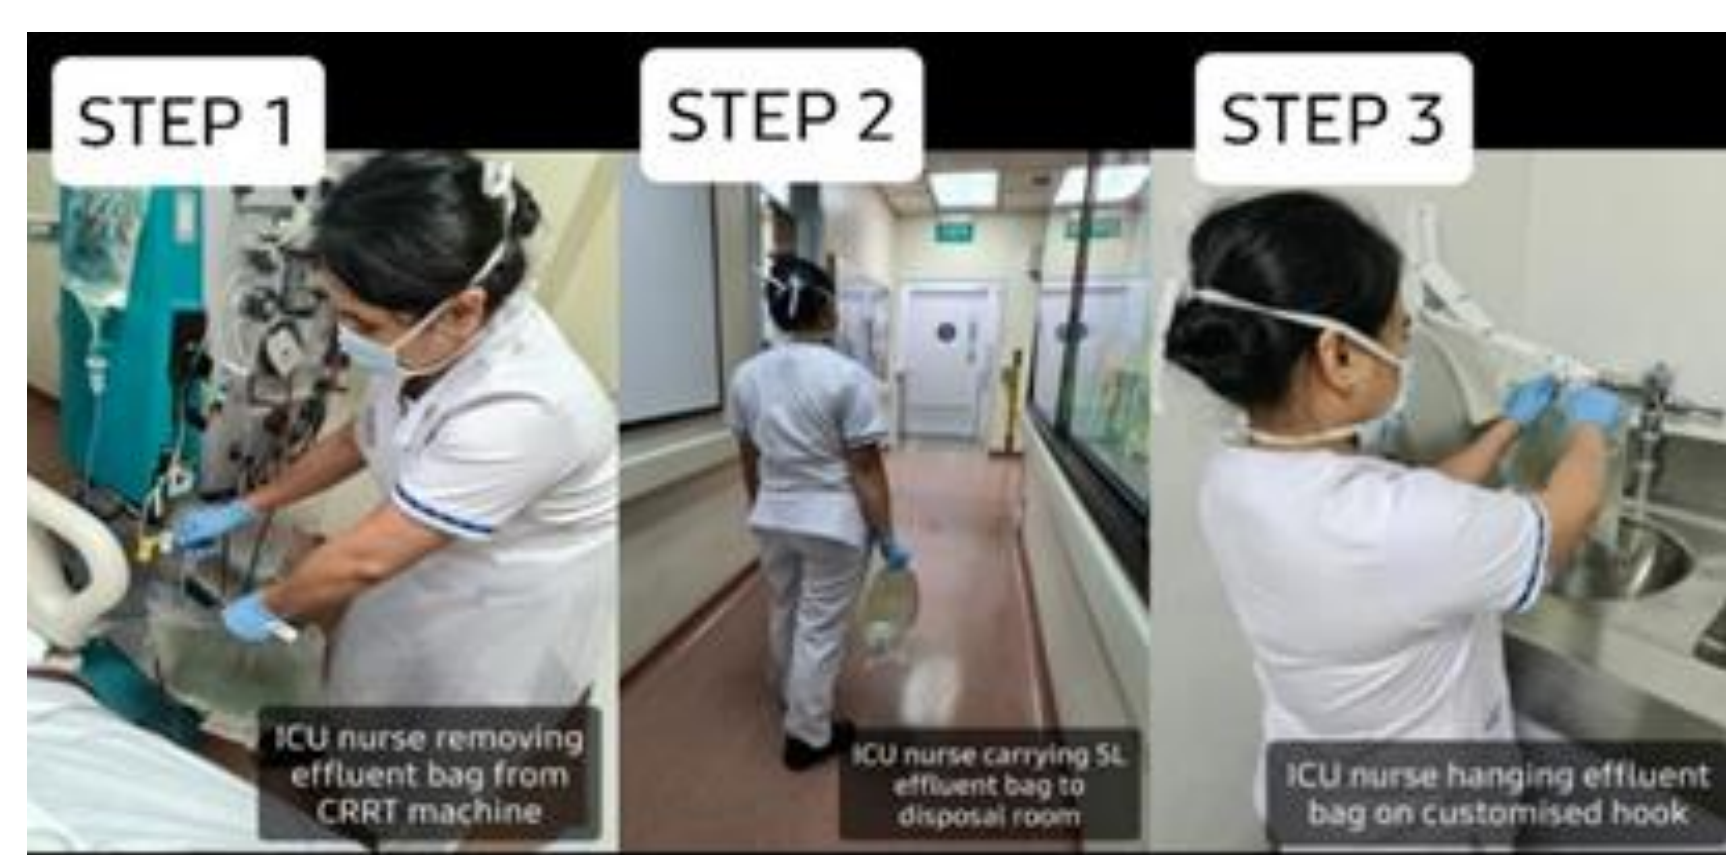 STEP 1
STEP 2
STEP 3
ICU nurse removing
effluent bag from
CRRT machine
ICU nurse carrying 5L
effluent bag to
disposal room
ICU nurse hanging effluent
bag on customised hook